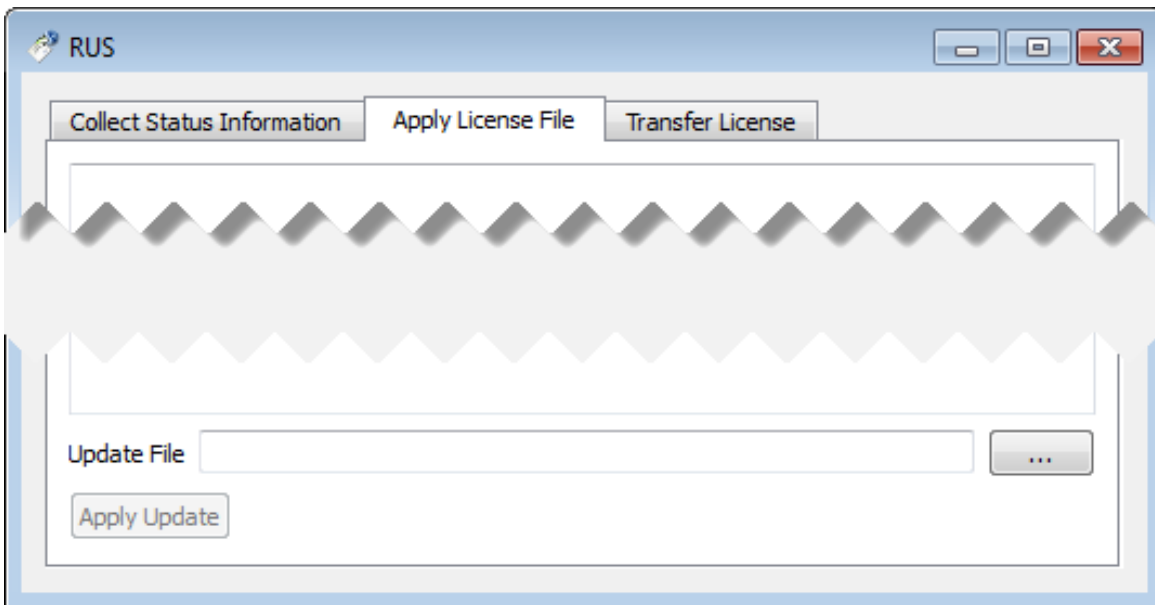 RUS
Collect Status Information Apply License File Transfer License
Update File ...
Apply Update